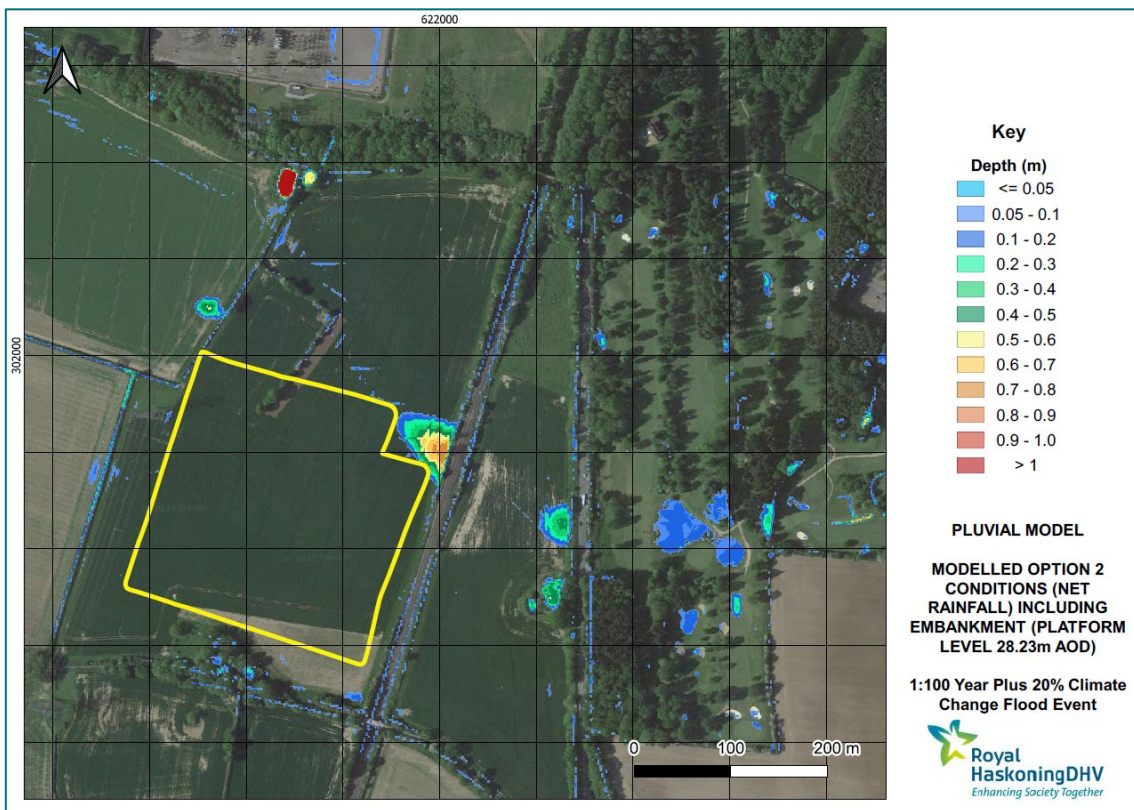 622000
302000
Key
Depth (m)
<= 0.05
0.05 - 0.1
0.1 - 0.2
0.2 - 0.3
0.3 - 0.4
0.4 - 0.5
0.5 - 0.6
0.6 - 0.7
0.7 - 0.8
0.8 - 0.9
0.9 - 1.0
> 1
PLUVIAL MODEL
MODELLED OPTION 2
CONDITIONS (NET
RAINFALL) INCLUDING
EMBANKMENT (PLATFORM
LEVEL 28.23m AOD)
1:100 Year Plus 20% Climate
Change Flood Event
0 100 200 m
Royal
HaskoningDHV
Enhancing Society Together